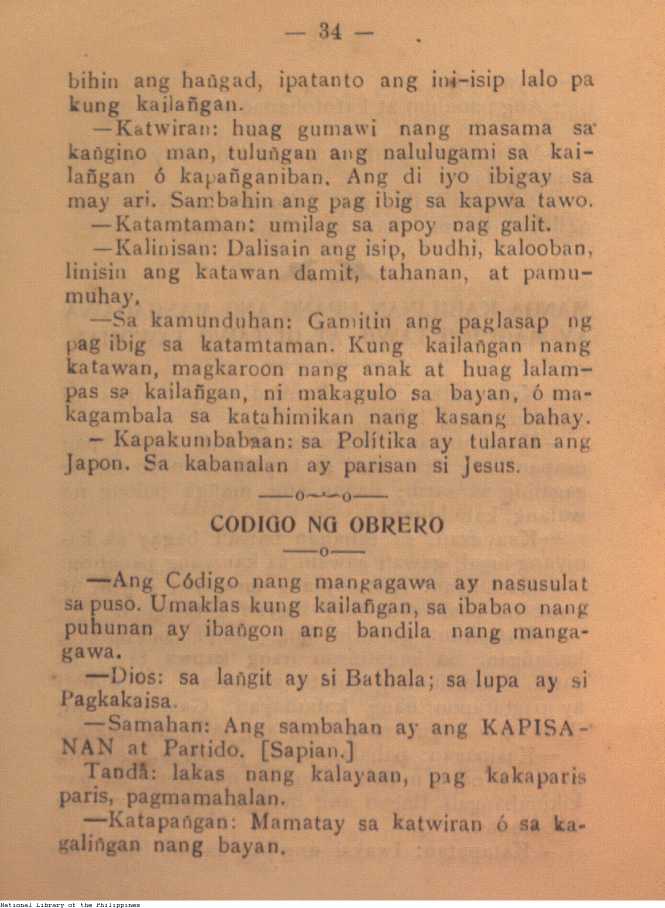 — 34 —
bihin ang hañgad, ipatanto ang ini-isip lalo pa
kung kailañgan.
—Katwiran: huag gumawi nang masama sa
kañgino man, tuluñgan ang nalulugami sa kai-
lañgan ó kapañganiban. Ang di iyo ibigay sa
may ari. Sambahin ang pag ibig sa kapwa tawo.
—Katamtaman: umilag sa apoy nag galit.
—Kalinisan: Dalisain ang isip, budhi, kalooban,
linisin ang katawan damit, tahanan, at pamu-
muhay.
—Sa kamunduhan: Gamitin ang paglasap ng
pag ibig sa katamtaman. Kung kailañgan nang
katawan, magkaroon nang anak at huag lalam-
pas sa kailañgan, ni makagulo sa bayan, ó ma-
kagambala sa katahimikan nang kasang bahay.
— Kapakumbabaan: sa Polítika ay tularan ang
Japon. Sa kabanalan ay parisan si Jesus.
CODIGO NG OBRERO
—Ang Código nang mangagawa ay nasusulat
sa puso. Umaklas kung kailañgan, sa ibabao nang
puhunan ay ibañgon ang bandila nang manga-
gawa.
—Dios: sa lañgit ay si Bathala; sa lupa ay si
Pagkakaisa.
—Samahan: Ang sambahan ay ang KAPISA-
NAN at Partido. [Sapian.]
Tandâ: lakas nang kalayaan, pag kakaparis
paris, pagmamahalan.
—Katapañgan: Mamatay sa katwiran ó sa ka-
galiñgan nang bayan.
National Library of the Philippines